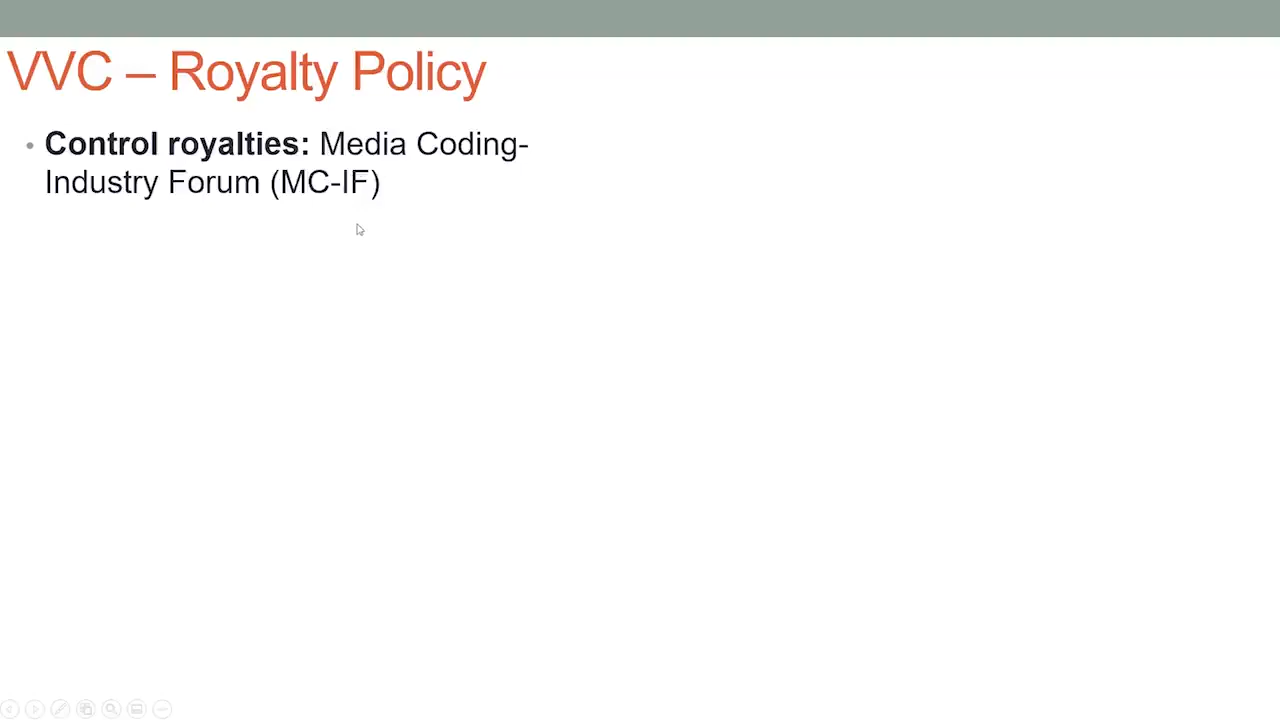 VVC – Royalty Policy
• Control royalties: Media Coding-
Industry Forum (MC-IF)